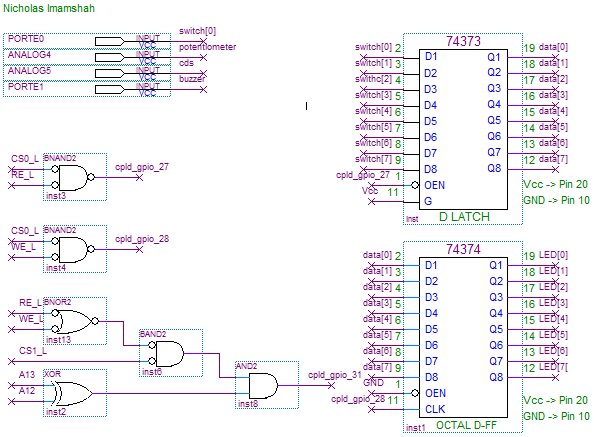 Nicholas Imamshah
PORTE0 INPUT VCC switch[0]
ANALOG4 INPUT VCC potentiometer
ANALOG5 INPUT VCC cds
PORTE1 INPUT VCC buzzer
74373
switch[0] 2 D1 Q1 19 data[0]
switch[1] 3 D2 Q2 18 data[1]
switch[2] 4 D3 Q3 17 data[2]
switch[3] 5 D4 Q4 16 data[3]
switch[4] 6 D5 Q5 15 data[4]
switch[5] 7 D6 Q6 14 data[5]
switch[6] 8 D7 Q7 13 data[6]
switch[7] 9 D8 Q8 12 data[7]
cpld_gpio_27 1 OEN
Vcc 11 G
Vcc -> Pin 20
GND -> Pin 10
inst D LATCH
BNAND2
CS0_L
RE_L
cpld_gpio_27
inst3
BNAND2
CS0_L
WE_L
cpld_gpio_28
inst4
74374
data[0] 2 D1 Q1 19 LED[0]
data[1] 3 D2 Q2 18 LED[1]
data[2] 4 D3 Q3 17 LED[2]
data[3] 5 D4 Q4 16 LED[3]
data[4] 6 D5 Q5 15 LED[4]
data[5] 7 D6 Q6 14 LED[5]
data[6] 8 D7 Q7 13 LED[6]
data[7] 9 D8 Q8 12 LED[7[
GND 1 OEN
cpld_gpio_28 11 CLK
Vcc -> Pin 20
GND -> Pin 10
inst1 OCTAL D-FF
BNOR2
RE_L
WE_L
inst13
BAND2
CS1_L
inst6
AND2
cpld_gpio_31
inst8
XOR
A13
A12
inst2